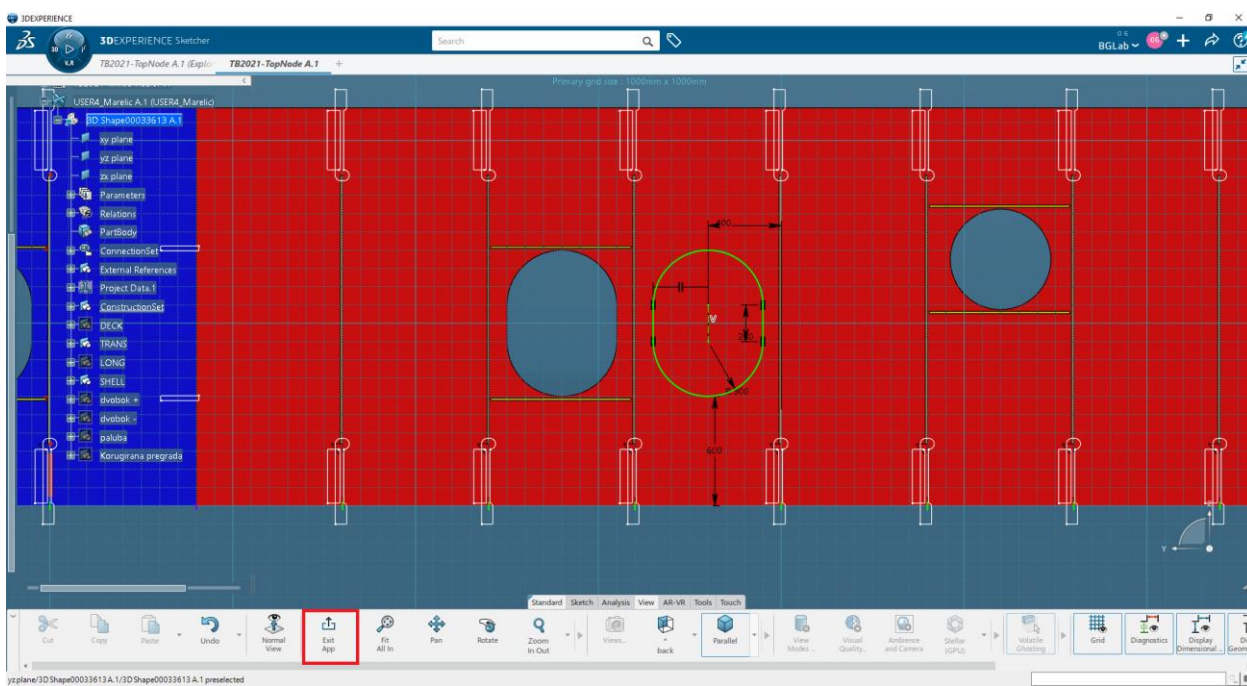 3DEXPERIENCE
3DEXPERIENCE Sketcher
Search
BGLab
TB2021-TopNode A.1 (Explor
TB2021-TopNode A.1
Primary grid size : 1000mm x 1000mm
USER4_Marelic A.1 (USER4_Marelic)
3D Shape00033613 A.1
xy plane
yz plane
zx plane
Parameters
Relations
PartBody
ConnectionSet
External References
Project Data.1
ConstructionSet
DECK
TRANS
LONG
SHELL
dvobok +
dvobok -
paluba
Korugirana pregrada
600
Y
Standard Sketch Analysis View AR-VR Tools Touch
Cut
Copy
Paste
Undo
Normal View
Exit App
Fit All In
Pan
Rotate
Zoom In Out
Views...
back
Parallel
View Modes ..
Visual Quality..
Ambience and Camera
Stellar (GPU)
Volatile Ghosting
Grid
Diagnostics
Display Dimensional ..
yz plane/3D Shape00033613 A.1/3D Shape00033613 A.1 preselected